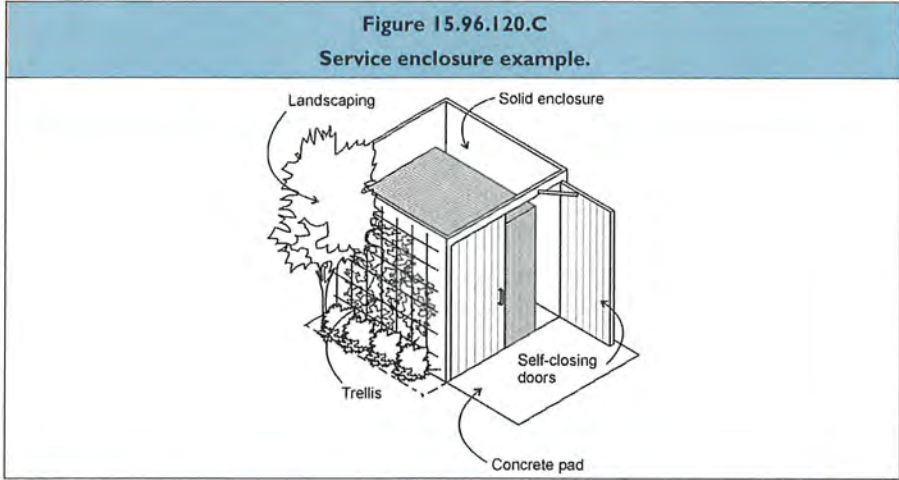 Figure 15.96.120.C
Service enclosure example.
Landscaping
Solid enclosure
Self-closing
doors
Trellis
Concrete pad